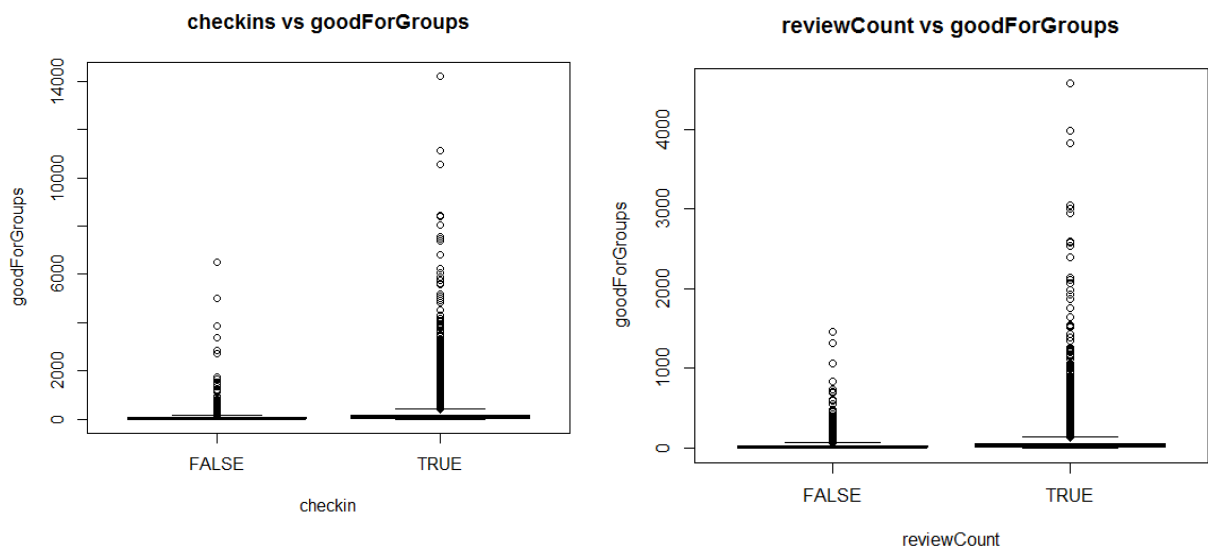 checkins vs goodForGroups
goodForGroups
14000
10000
6000
2000
0
FALSE
TRUE
checkin
reviewCount vs goodForGroups
goodForGroups
4000
3000
2000
1000
0
FALSE
TRUE
reviewCount